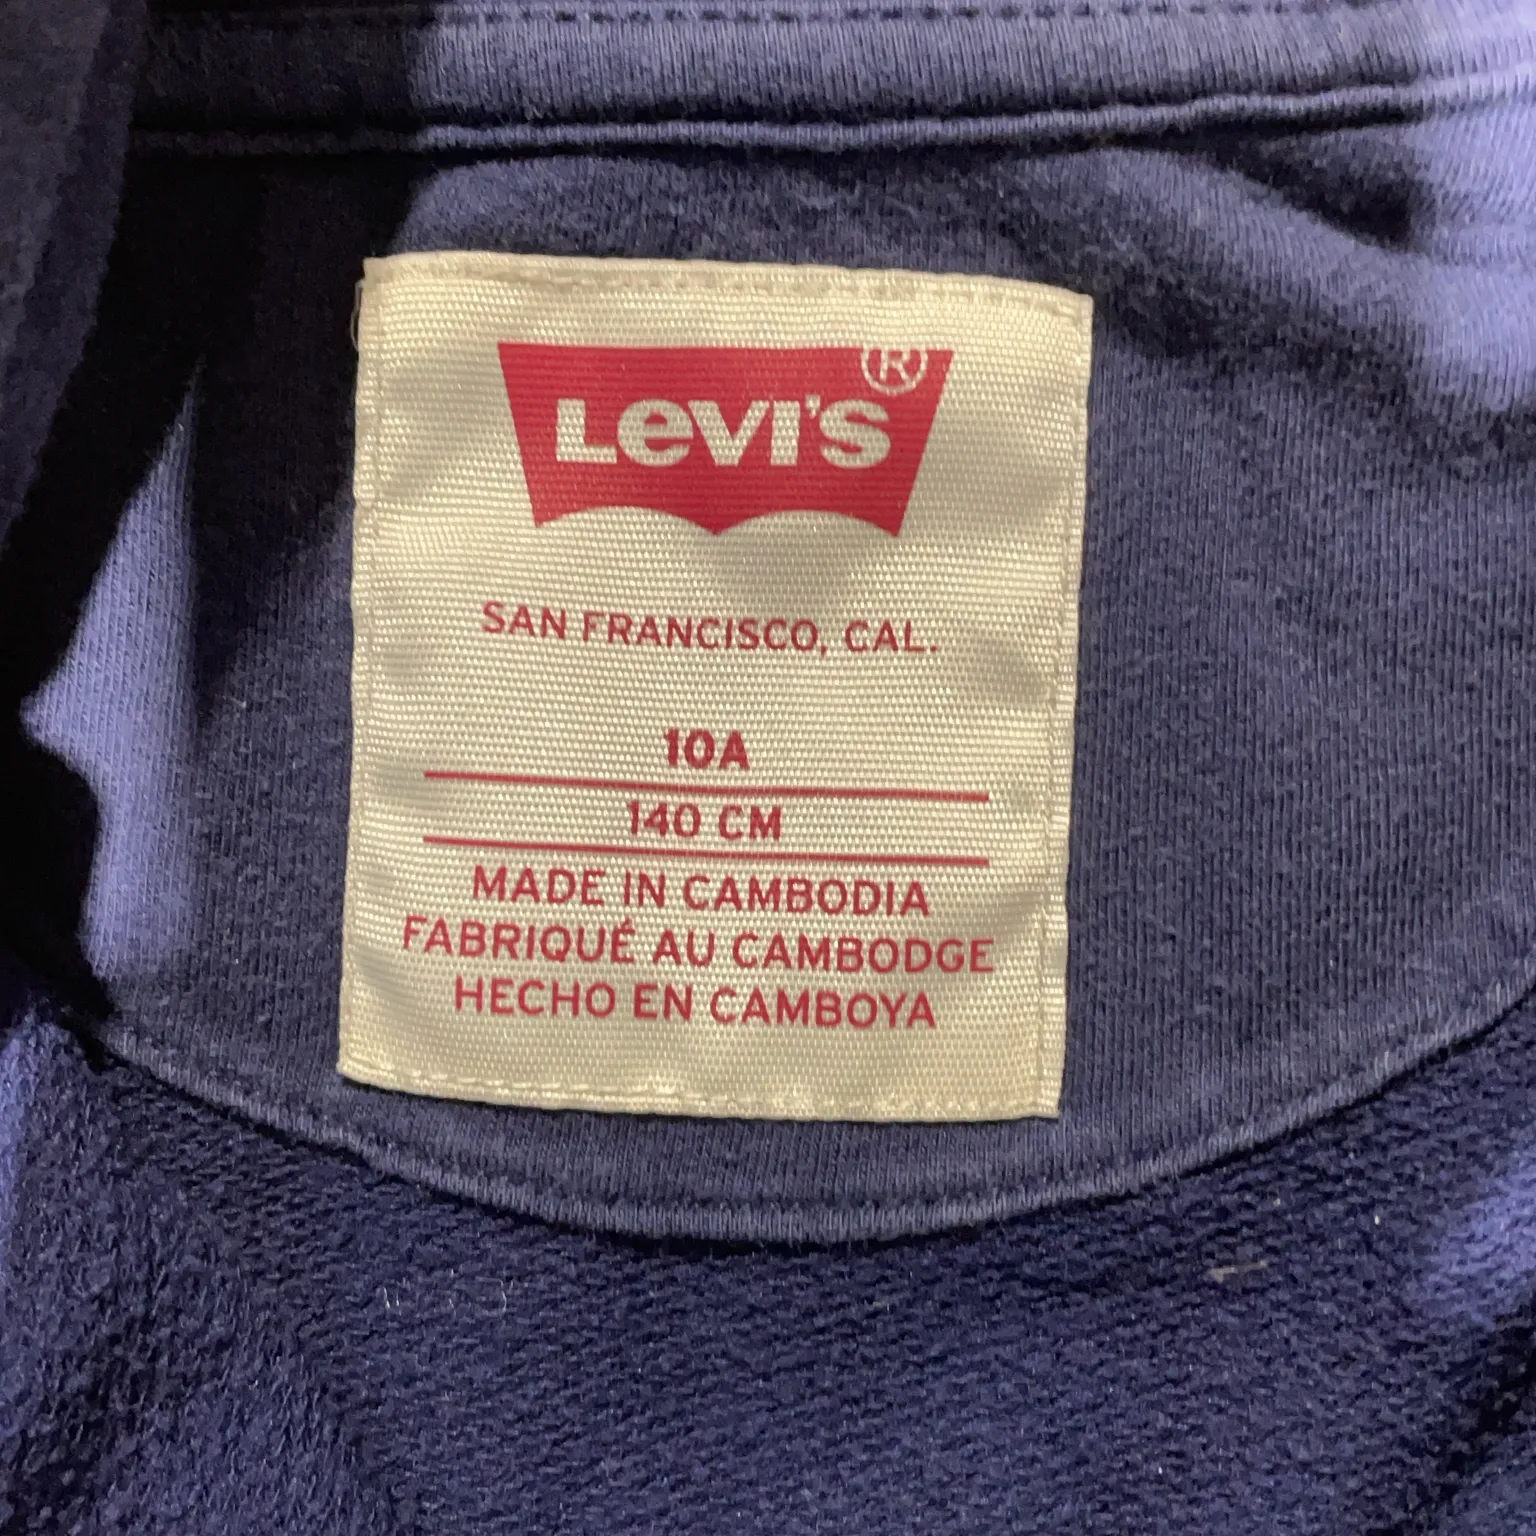 LEVI'S®
SAN FRANCISCO, CAL.
10A
140 CM
MADE IN CAMBODIA
FABRIQUÉ AU CAMBODGE
HECHO EN CAMBOYA